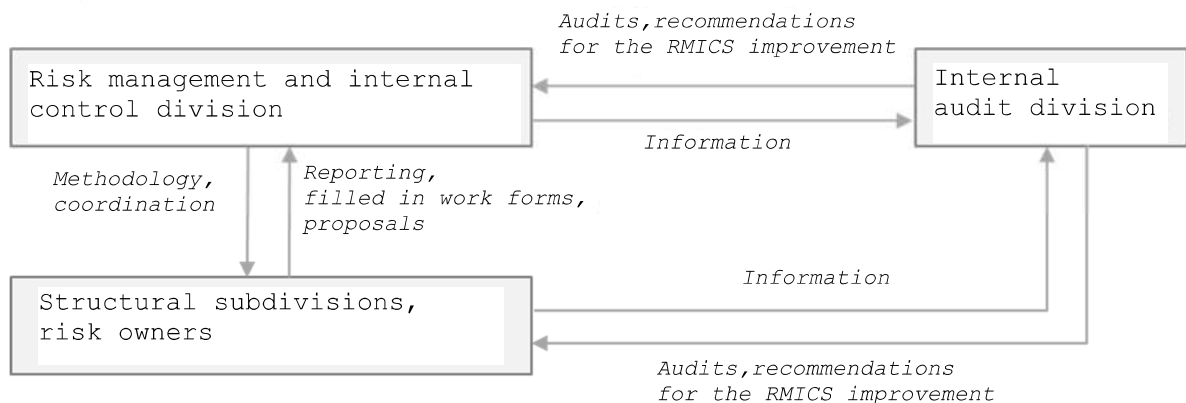 Audits,recommendations
for the RMICS improvement
Risk management and internal
control division
Internal
audit division
Information
Methodology,
coordination
Reporting,
filled in work forms,
proposals
Information
Structural subdivisions,
risk owners
Audits,recommendations
for the RMICS improvement